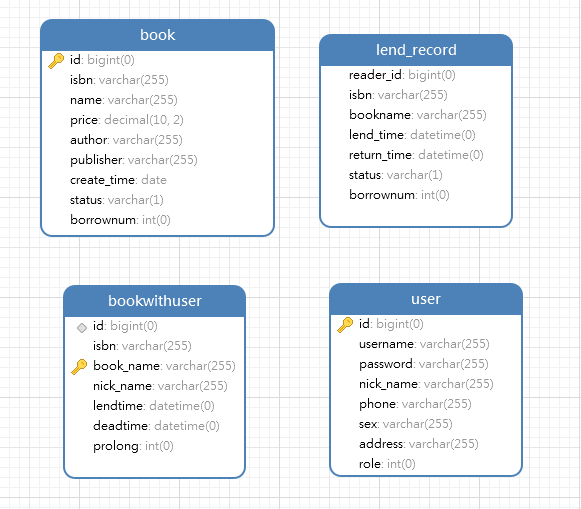 book
id: bigint(0)
isbn: varchar(255)
name: varchar(255)
price: decimal(10, 2)
author: varchar(255)
publisher: varchar(255)
create_time: date
status: varchar(1)
borrownum: int(0)
lend_record
reader_id: bigint(0)
isbn: varchar(255)
bookname: varchar(255)
lend_time: datetime(0)
return_time: datetime(0)
status: varchar(1)
borrownum: int(0)
bookwithuser
id: bigint(0)
isbn: varchar(255)
book_name: varchar(255)
nick_name: varchar(255)
lendtime: datetime(0)
deadtime: datetime(0)
prolong: int(0)
user
id: bigint(0)
username: varchar(255)
password: varchar(255)
nick_name: varchar(255)
phone: varchar(255)
sex: varchar(255)
address: varchar(255)
role: int(0)